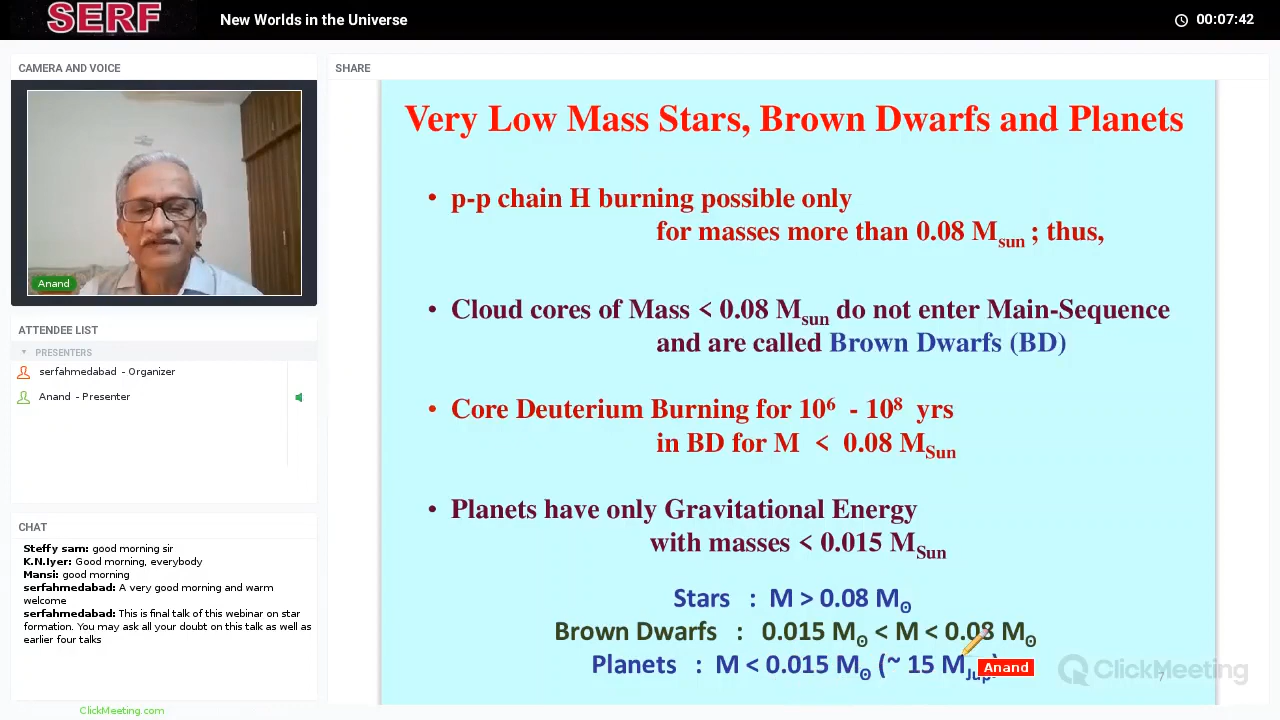 SERF
New Worlds in the Universe
00:07:42
CAMERA AND VOICE
Anand
ATTENDEE LIST
PRESENTERS
serfahmedabad - Organizer
Anand - Presenter
CHAT
Steffy sam: good morning sir
K.N.Iyer: Good morning, everybody
Mansi: good morning
serfahmedabad: A very good morning and warm
welcome
serfahmedabad: This is final talk of this webinar on star
formation. You may ask all your doubt on this talk as well as
earlier four talks
ClickMeeting.com
SHARE
Very Low Mass Stars, Brown Dwarfs and Planets
• p-p chain H burning possible only
for masses more than 0.08 Msun ; thus,
• Cloud cores of Mass < 0.08 Msun do not enter Main-Sequence
and are called Brown Dwarfs (BD)
• Core Deuterium Burning for 10⁶ - 10⁸ yrs
in BD for M < 0.08 MSun
• Planets have only Gravitational Energy
with masses < 0.015 MSun
Stars : M > 0.08 Mʘ
Brown Dwarfs : 0.015 Mʘ < M < 0.08 Mʘ
Planets : M < 0.015 Mʘ (~ 15 MJup)
Anand
ClickMeeting
7